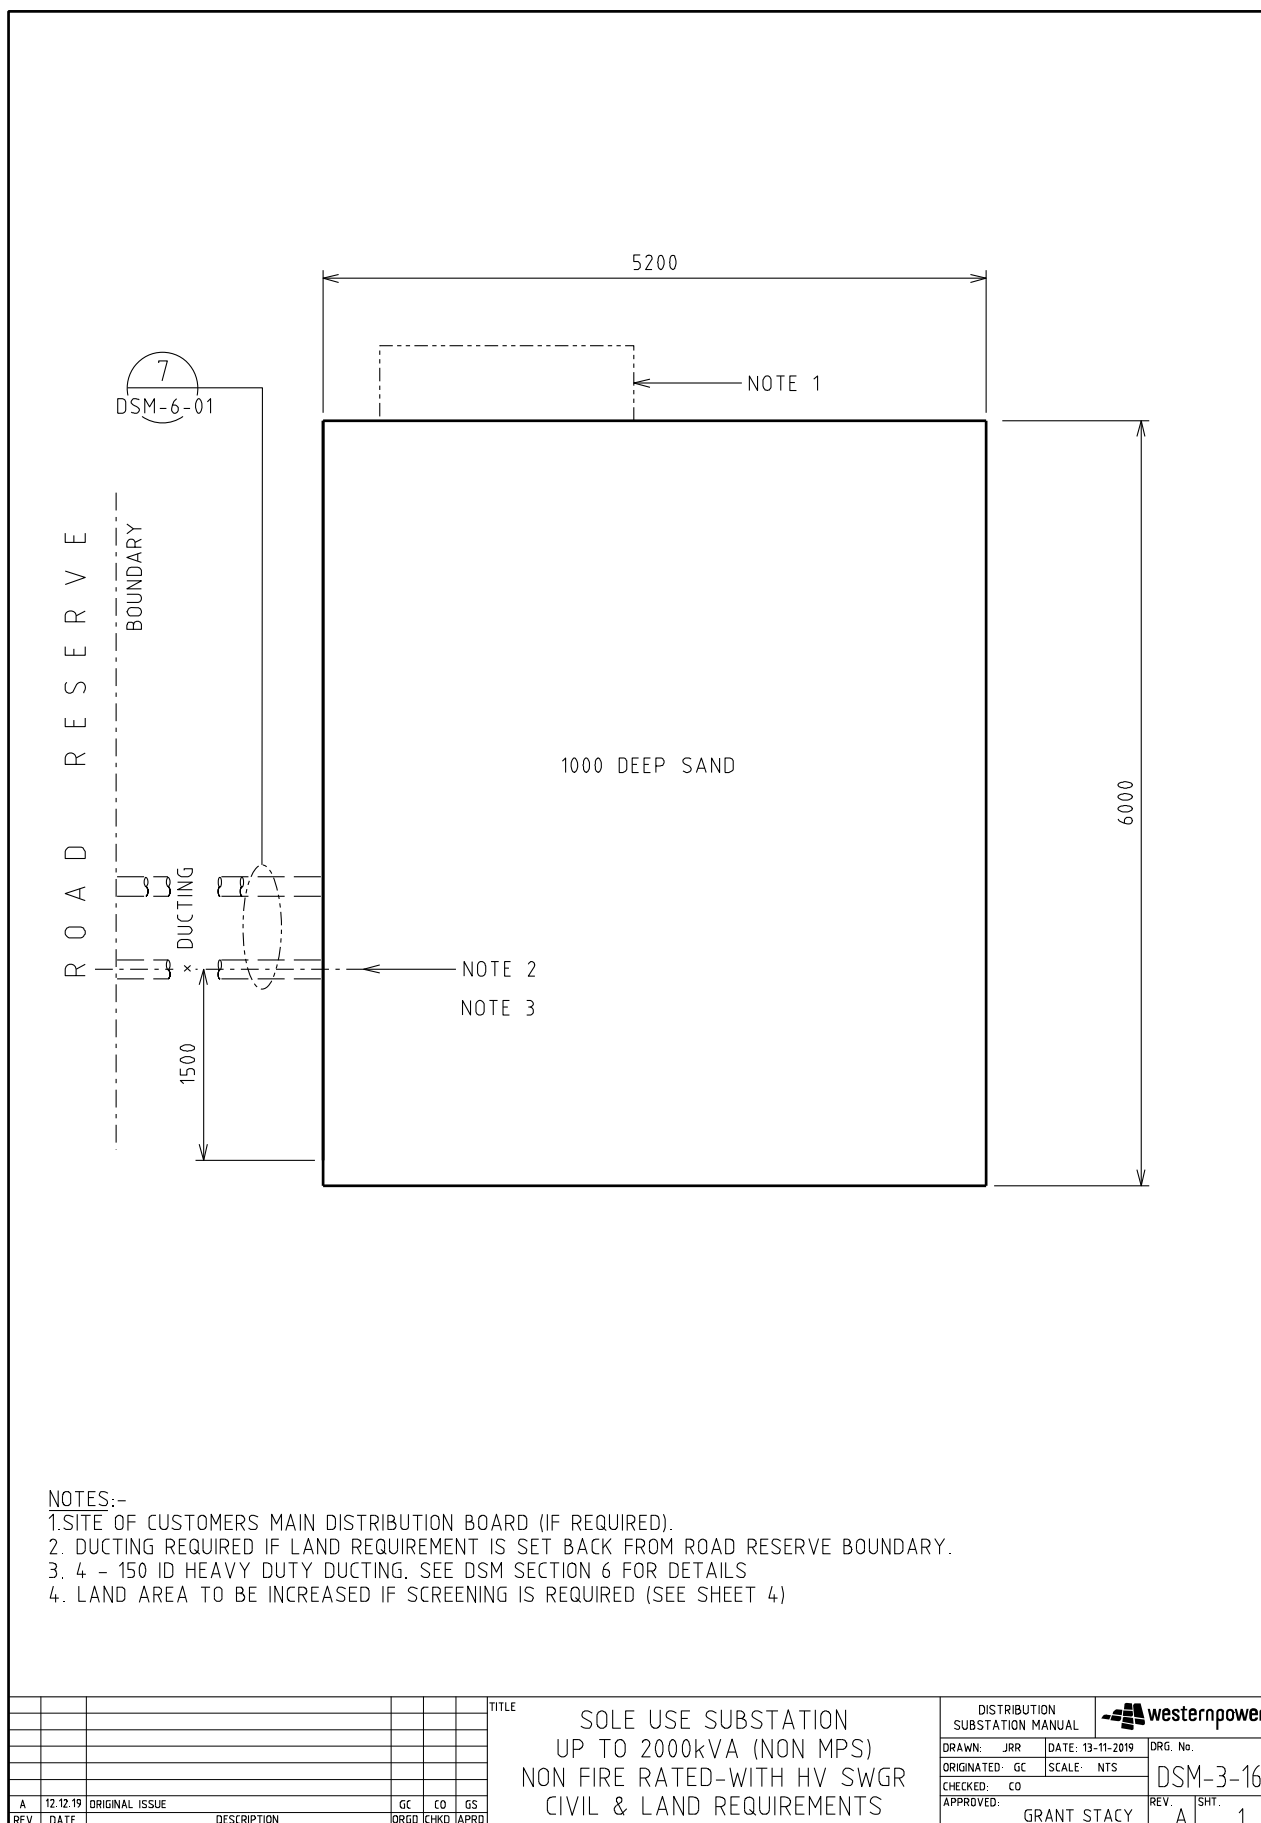 5200
NOTE 1
7
DSM-6-01
ROAD RESERVE
BOUNDARY
1000 DEEP SAND
6000
× DUCTING
NOTE 2
NOTE 3
1500
NOTES:-
1.SITE OF CUSTOMERS MAIN DISTRIBUTION BOARD (IF REQUIRED).
2. DUCTING REQUIRED IF LAND REQUIREMENT IS SET BACK FROM ROAD RESERVE BOUNDARY.
3. 4 - 150 ID HEAVY DUTY DUCTING. SEE DSM SECTION 6 FOR DETAILS
4. LAND AREA TO BE INCREASED IF SCREENING IS REQUIRED (SEE SHEET 4)
A 12.12.19 ORIGINAL ISSUE GC CO GS
REV DATE DESCRIPTION ORGD CHKD APRD
TITLE
SOLE USE SUBSTATION
UP TO 2000kVA (NON MPS)
NON FIRE RATED-WITH HV SWGR
CIVIL & LAND REQUIREMENTS
DISTRIBUTION
SUBSTATION MANUAL
westernpower
DRAWN: JRR DATE: 13-11-2019
ORIGINATED: GC SCALE: NTS
CHECKED: CO
APPROVED:
GRANT STACY
DRG. No.
DSM-3-16
REV. A SHT. 1